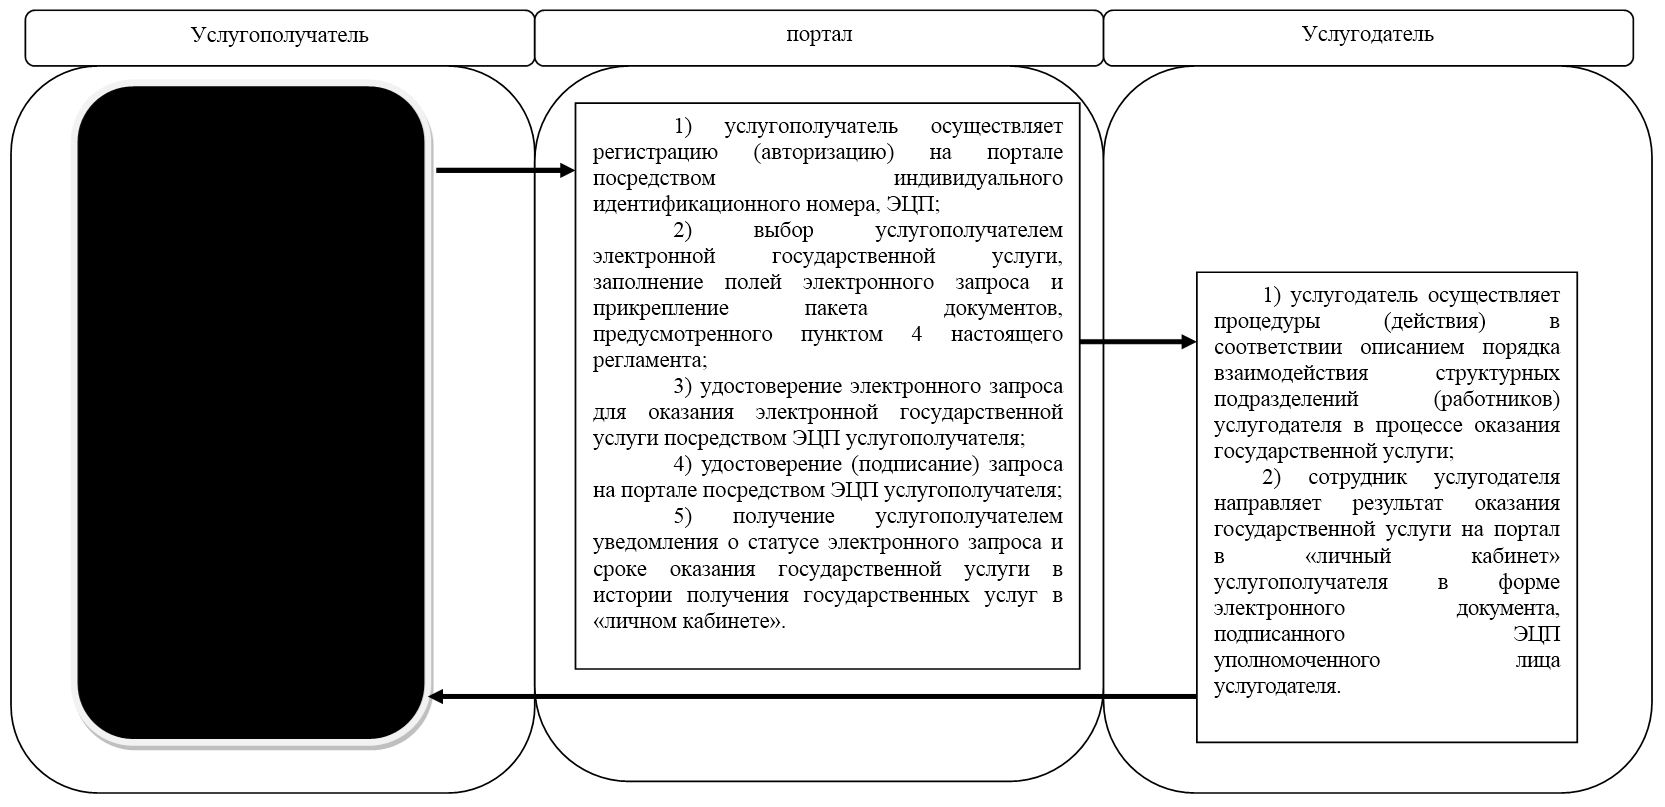 Услугополучатель
портал
Услугодатель
1) услугополучатель осуществляет
регистрацию (авторизацию) на портале
посредством индивидуального
идентификационного номера, ЭЦП;
2) выбор услугополучателем
электронной государственной услуги,
заполнение полей электронного запроса и
прикрепление пакета документов,
предусмотренного пунктом 4 настоящего
регламента;
3) удостоверение электронного запроса
для оказания электронной государственной
услуги посредством ЭЦП услугополучателя;
4) удостоверение (подписание) запроса
на портале посредством ЭЦП услугополучателя;
5) получение услугополучателем
уведомления о статусе электронного запроса и
сроке оказания государственной услуги в
истории получения государственных услуг в
«личном кабинете».
1) услугодатель осуществляет
процедуры (действия) в
соответствии описанием порядка
взаимодействия структурных
подразделений (работников)
услугодателя в процессе оказания
государственной услуги;
2) сотрудник услугодателя
направляет результат оказания
государственной услуги на портал
в «личный кабинет»
услугополучателя в форме
электронного документа,
подписанного ЭЦП
уполномоченного лица
услугодателя.